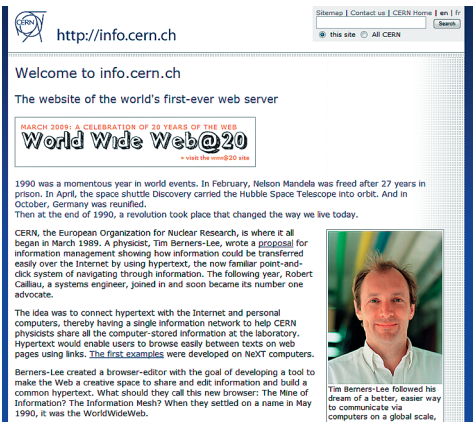 CERN
http://info.cern.ch
Sitemap | Contact us | CERN Home | en | fr
Search
this site All CERN
Welcome to info.cern.ch
The website of the world's first-ever web server
MARCH 2009: A CELEBRATION OF 20 YEARS OF THE WEB
World Wide Web@20
» visit the www@20 site
1990 was a momentous year in world events. In February, Nelson Mandela was freed after 27 years in
prison. In April, the space shuttle Discovery carried the Hubble Space Telescope into orbit. And in
October, Germany was reunified.
Then at the end of 1990, a revolution took place that changed the way we live today.
CERN, the European Organization for Nuclear Research, is where it all
began in March 1989. A physicist, Tim Berners-Lee, wrote a proposal for
information management showing how information could be transferred
easily over the Internet by using hypertext, the now familiar point-and-
click system of navigating through information. The following year, Robert
Cailliau, a systems engineer, joined in and soon became its number one
advocate.
The idea was to connect hypertext with the Internet and personal
computers, thereby having a single information network to help CERN
physicists share all the computer-stored information at the laboratory.
Hypertext would enable users to browse easily between texts on web
pages using links. The first examples were developed on NeXT computers.
Berners-Lee created a browser-editor with the goal of developing a tool to
make the Web a creative space to share and edit information and build a
common hypertext. What should they call this new browser: The Mine of
Information? The Information Mesh? When they settled on a name in May
1990, it was the WorldWideWeb.
Tim Berners-Lee followed his
dream of a better, easier way
to communicate via
computers on a global scale,